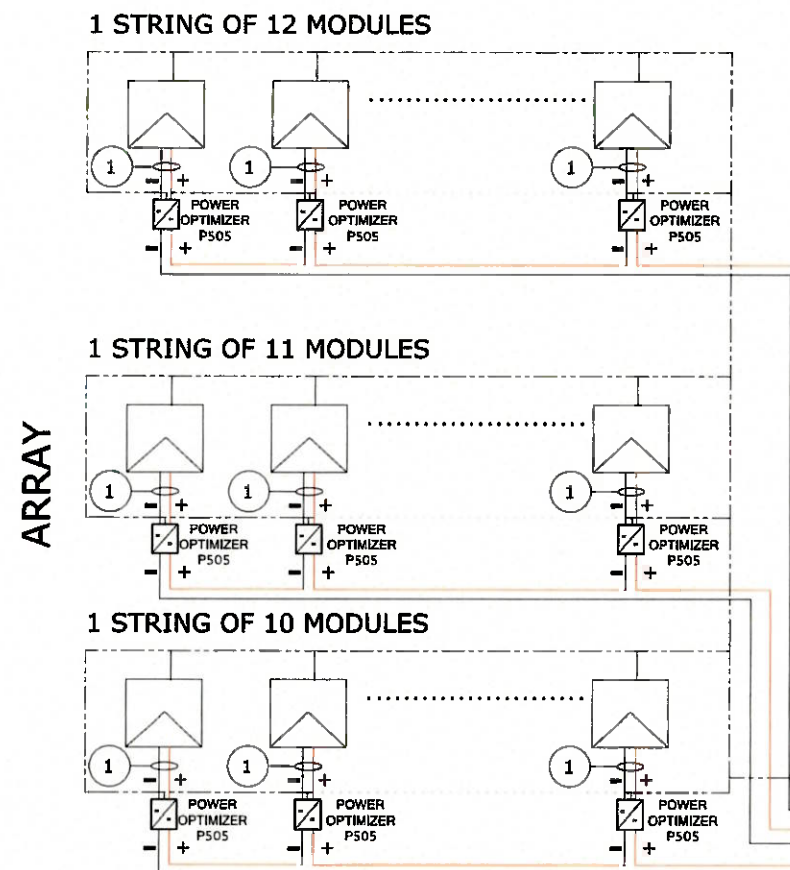 1 STRING OF 12 MODULES
1
1
1
- +
- +
- +
POWER
OPTIMIZER
P505
POWER
OPTIMIZER
P505
POWER
OPTIMIZER
P505
- +
- +
- +
1 STRING OF 11 MODULES
ARRAY
1
1
1
- +
- +
- +
POWER
OPTIMIZER
P505
POWER
OPTIMIZER
P505
POWER
OPTIMIZER
P505
- +
- +
- +
1 STRING OF 10 MODULES
1
1
1
- +
- +
- +
POWER
OPTIMIZER
P505
POWER
OPTIMIZER
P505
POWER
OPTIMIZER
P505
- +
- +
- +